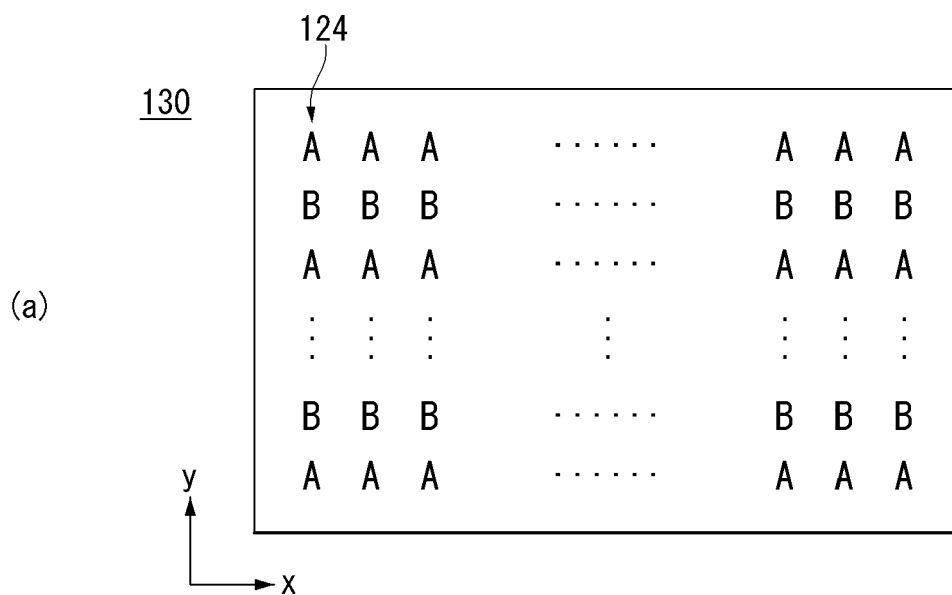 124
130
A A A ...... A A A
B B B ...... B B B
A A A ...... A A A
(a)
B B B ...... B B B
A A A ...... A A A
y
x